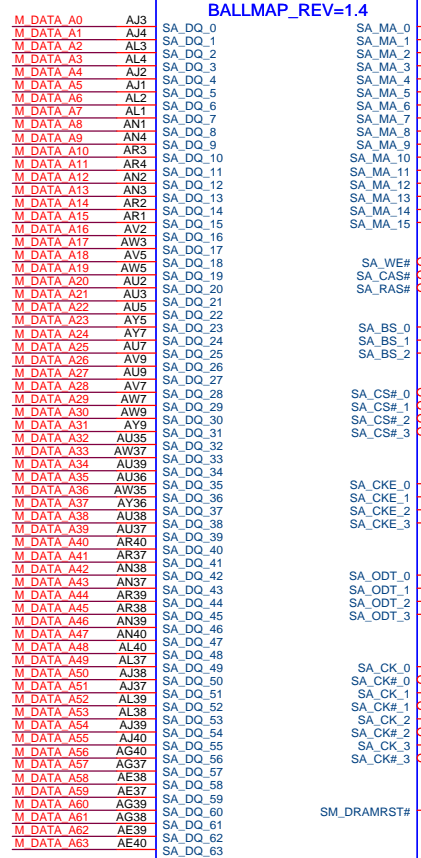 BALLMAP_REV=1.4
M_DATA_A0 AJ3 SA_DQ_0 SA_MA_0
M_DATA_A1 AJ4 SA_DQ_1 SA_MA_1
M_DATA_A2 AL3 SA_DQ_2 SA_MA_2
M_DATA_A3 AL4 SA_DQ_3 SA_MA_3
M_DATA_A4 AJ2 SA_DQ_4 SA_MA_4
M_DATA_A5 AJ1 SA_DQ_5 SA_MA_5
M_DATA_A6 AL2 SA_DQ_6 SA_MA_6
M_DATA_A7 AL1 SA_DQ_7 SA_MA_7
M_DATA_A8 AN1 SA_DQ_8 SA_MA_8
M_DATA_A9 AN4 SA_DQ_9 SA_MA_9
M_DATA_A10 AR3 SA_DQ_10 SA_MA_10
M_DATA_A11 AR4 SA_DQ_11 SA_MA_11
M_DATA_A12 AN2 SA_DQ_12 SA_MA_12
M_DATA_A13 AN3 SA_DQ_13 SA_MA_13
M_DATA_A14 AR2 SA_DQ_14 SA_MA_14
M_DATA_A15 AR1 SA_DQ_15 SA_MA_15
M_DATA_A16 AV2 SA_DQ_16
M_DATA_A17 AW3 SA_DQ_17
M_DATA_A18 AV5 SA_DQ_18 SA_WE#
M_DATA_A19 AW5 SA_DQ_19 SA_CAS#
M_DATA_A20 AU2 SA_DQ_20 SA_RAS#
M_DATA_A21 AU3 SA_DQ_21
M_DATA_A22 AU5 SA_DQ_22
M_DATA_A23 AY5 SA_DQ_23 SA_BS_0
M_DATA_A24 AY7 SA_DQ_24 SA_BS_1
M_DATA_A25 AU7 SA_DQ_25 SA_BS_2
M_DATA_A26 AV9 SA_DQ_26
M_DATA_A27 AU9 SA_DQ_27
M_DATA_A28 AV7 SA_DQ_28 SA_CS#_0
M_DATA_A29 AW7 SA_DQ_29 SA_CS#_1
M_DATA_A30 AW9 SA_DQ_30 SA_CS#_2
M_DATA_A31 AY9 SA_DQ_31 SA_CS#_3
M_DATA_A32 AU35 SA_DQ_32
M_DATA_A33 AW37 SA_DQ_33
M_DATA_A34 AU39 SA_DQ_34
M_DATA_A35 AU36 SA_DQ_35 SA_CKE_0
M_DATA_A36 AW35 SA_DQ_36 SA_CKE_1
M_DATA_A37 AY36 SA_DQ_37 SA_CKE_2
M_DATA_A38 AU38 SA_DQ_38 SA_CKE_3
M_DATA_A39 AU37 SA_DQ_39
M_DATA_A40 AR40 SA_DQ_40
M_DATA_A41 AR37 SA_DQ_41
M_DATA_A42 AN38 SA_DQ_42 SA_ODT_0
M_DATA_A43 AN37 SA_DQ_43 SA_ODT_1
M_DATA_A44 AR39 SA_DQ_44 SA_ODT_2
M_DATA_A45 AR38 SA_DQ_45 SA_ODT_3
M_DATA_A46 AN39 SA_DQ_46
M_DATA_A47 AN40 SA_DQ_47
M_DATA_A48 AL40 SA_DQ_48
M_DATA_A49 AL37 SA_DQ_49 SA_CK_0
M_DATA_A50 AJ38 SA_DQ_50 SA_CK#_0
M_DATA_A51 AJ37 SA_DQ_51 SA_CK_1
M_DATA_A52 AL39 SA_DQ_52 SA_CK#_1
M_DATA_A53 AL38 SA_DQ_53 SA_CK_2
M_DATA_A54 AJ39 SA_DQ_54 SA_CK#_2
M_DATA_A55 AJ40 SA_DQ_55 SA_CK_3
M_DATA_A56 AG40 SA_DQ_56 SA_CK#_3
M_DATA_A57 AG37 SA_DQ_57
M_DATA_A58 AE38 SA_DQ_58
M_DATA_A59 AE37 SA_DQ_59
M_DATA_A60 AG39 SA_DQ_60 SM_DRAMRST#
M_DATA_A61 AG38 SA_DQ_61
M_DATA_A62 AE39 SA_DQ_62
M_DATA_A63 AE40 SA_DQ_63